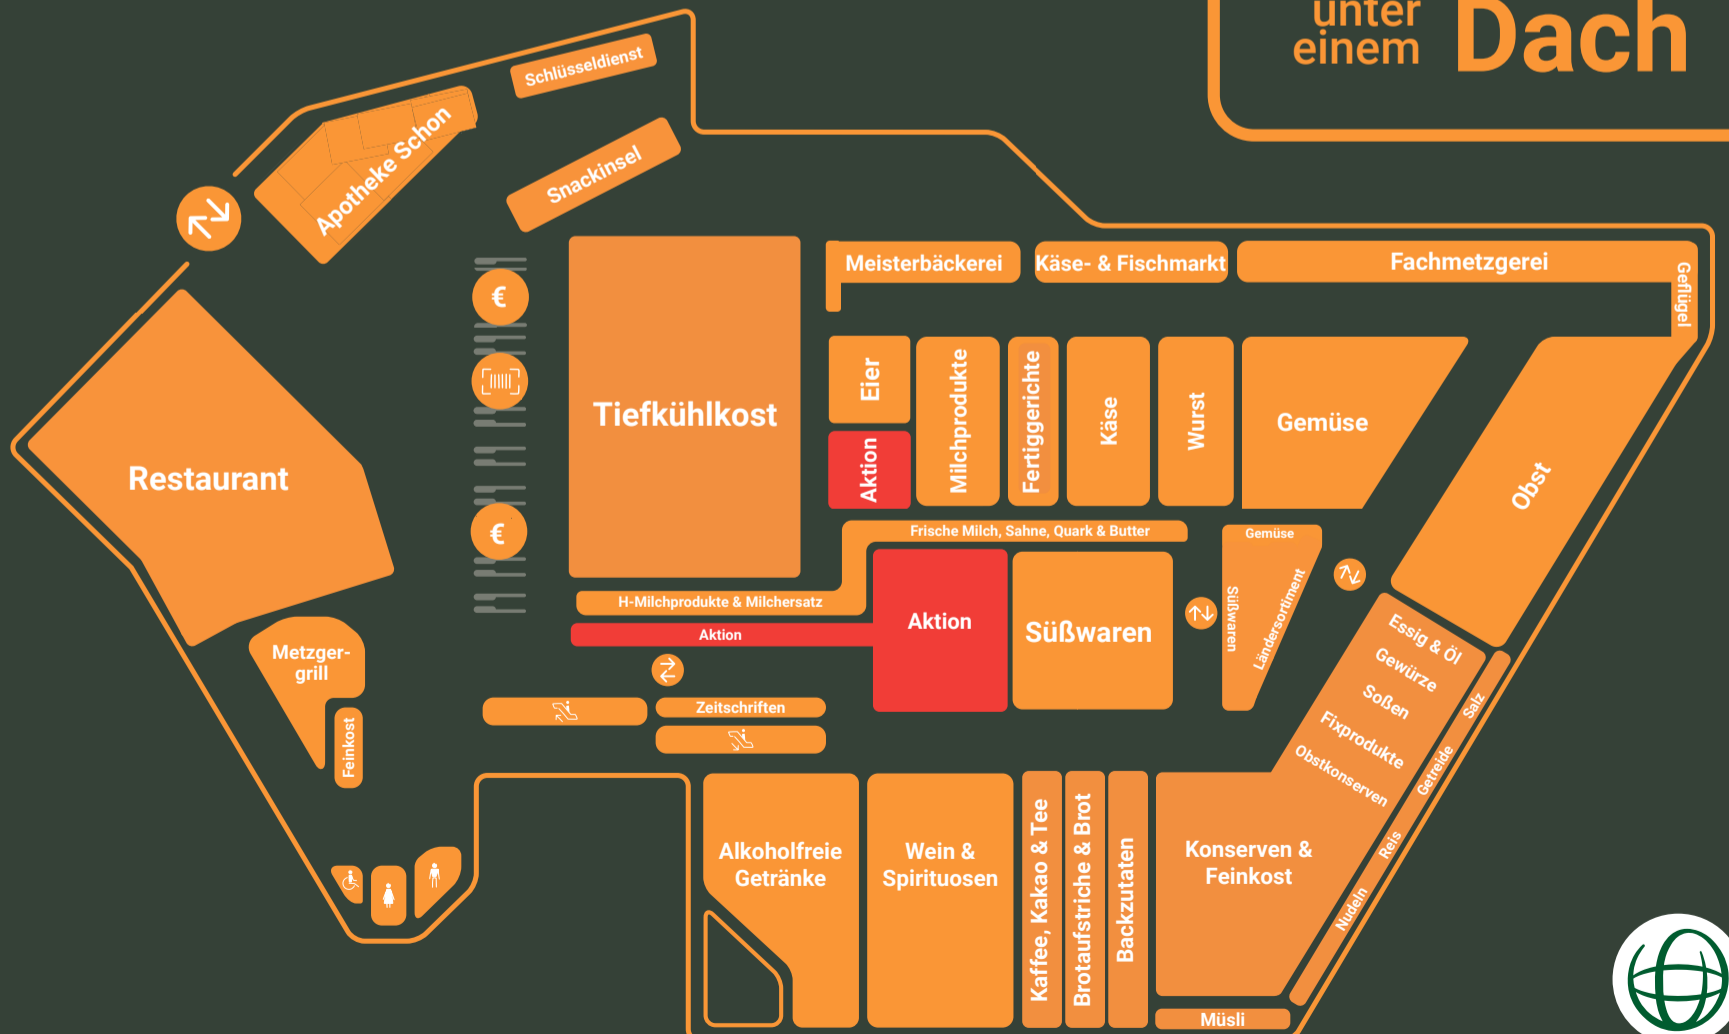 unter
einem
Dach
Schlüsseldienst
Apotheke Schon
Snackinsel
Meisterbäckerei
Käse- & Fischmarkt
Fachmetzgerei
Geflügel
€
Tiefkühlkost
Eier
Aktion
Milchprodukte
Fertiggerichte
Käse
Wurst
Gemüse
Obst
Restaurant
€
Frische Milch, Sahne, Quark & Butter
Gemüse
Süßwaren
Ländersortiment
H-Milchprodukte & Milchersatz
Aktion
Aktion
Süßwaren
Metzger-
grill
Feinkost
Zeitschriften
Essig & Öl
Gewürze
Soßen
Fixprodukte
Obstkonserven
Salz
Getreide
Reis
Nudeln
Alkoholfreie
Getränke
Wein &
Spirituosen
Kaffee, Kakao & Tee
Brotaufstriche & Brot
Backzutaten
Konserven &
Feinkost
Müsli